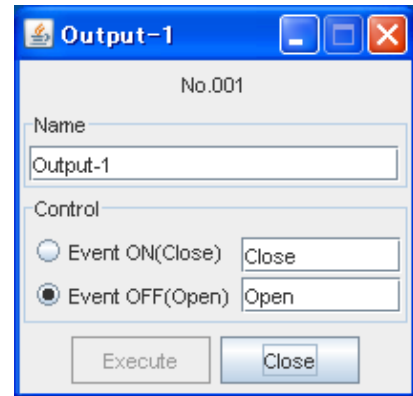 Output-1
No.001
Name
Output-1
Control
Event ON(Close) Close
Event OFF(Open) Open
Execute Close